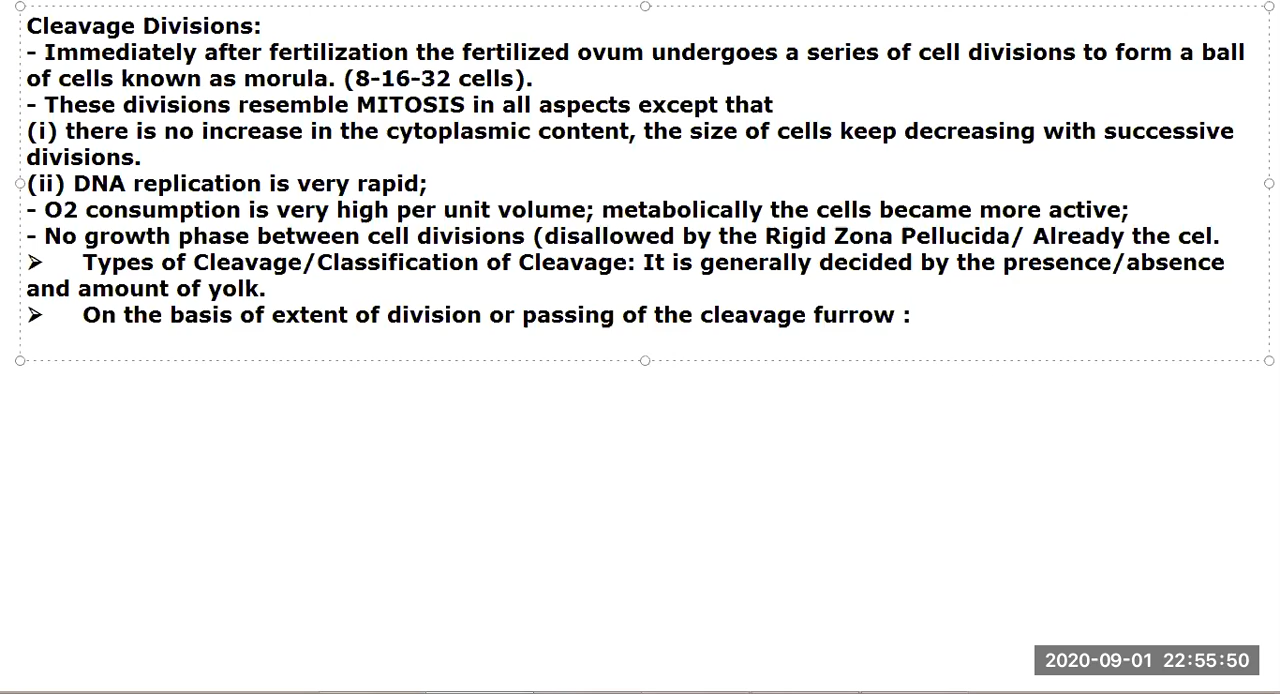 Cleavage Divisions:
- Immediately after fertilization the fertilized ovum undergoes a series of cell divisions to form a ball
of cells known as morula. (8-16-32 cells).
- These divisions resemble MITOSIS in all aspects except that
(i) there is no increase in the cytoplasmic content, the size of cells keep decreasing with successive
divisions.
(ii) DNA replication is very rapid;
- O2 consumption is very high per unit volume; metabolically the cells became more active;
- No growth phase between cell divisions (disallowed by the Rigid Zona Pellucida/ Already the cel.
➢ Types of Cleavage/Classification of Cleavage: It is generally decided by the presence/absence
and amount of yolk.
➢ On the basis of extent of division or passing of the cleavage furrow :
2020-09-01 22:55:50